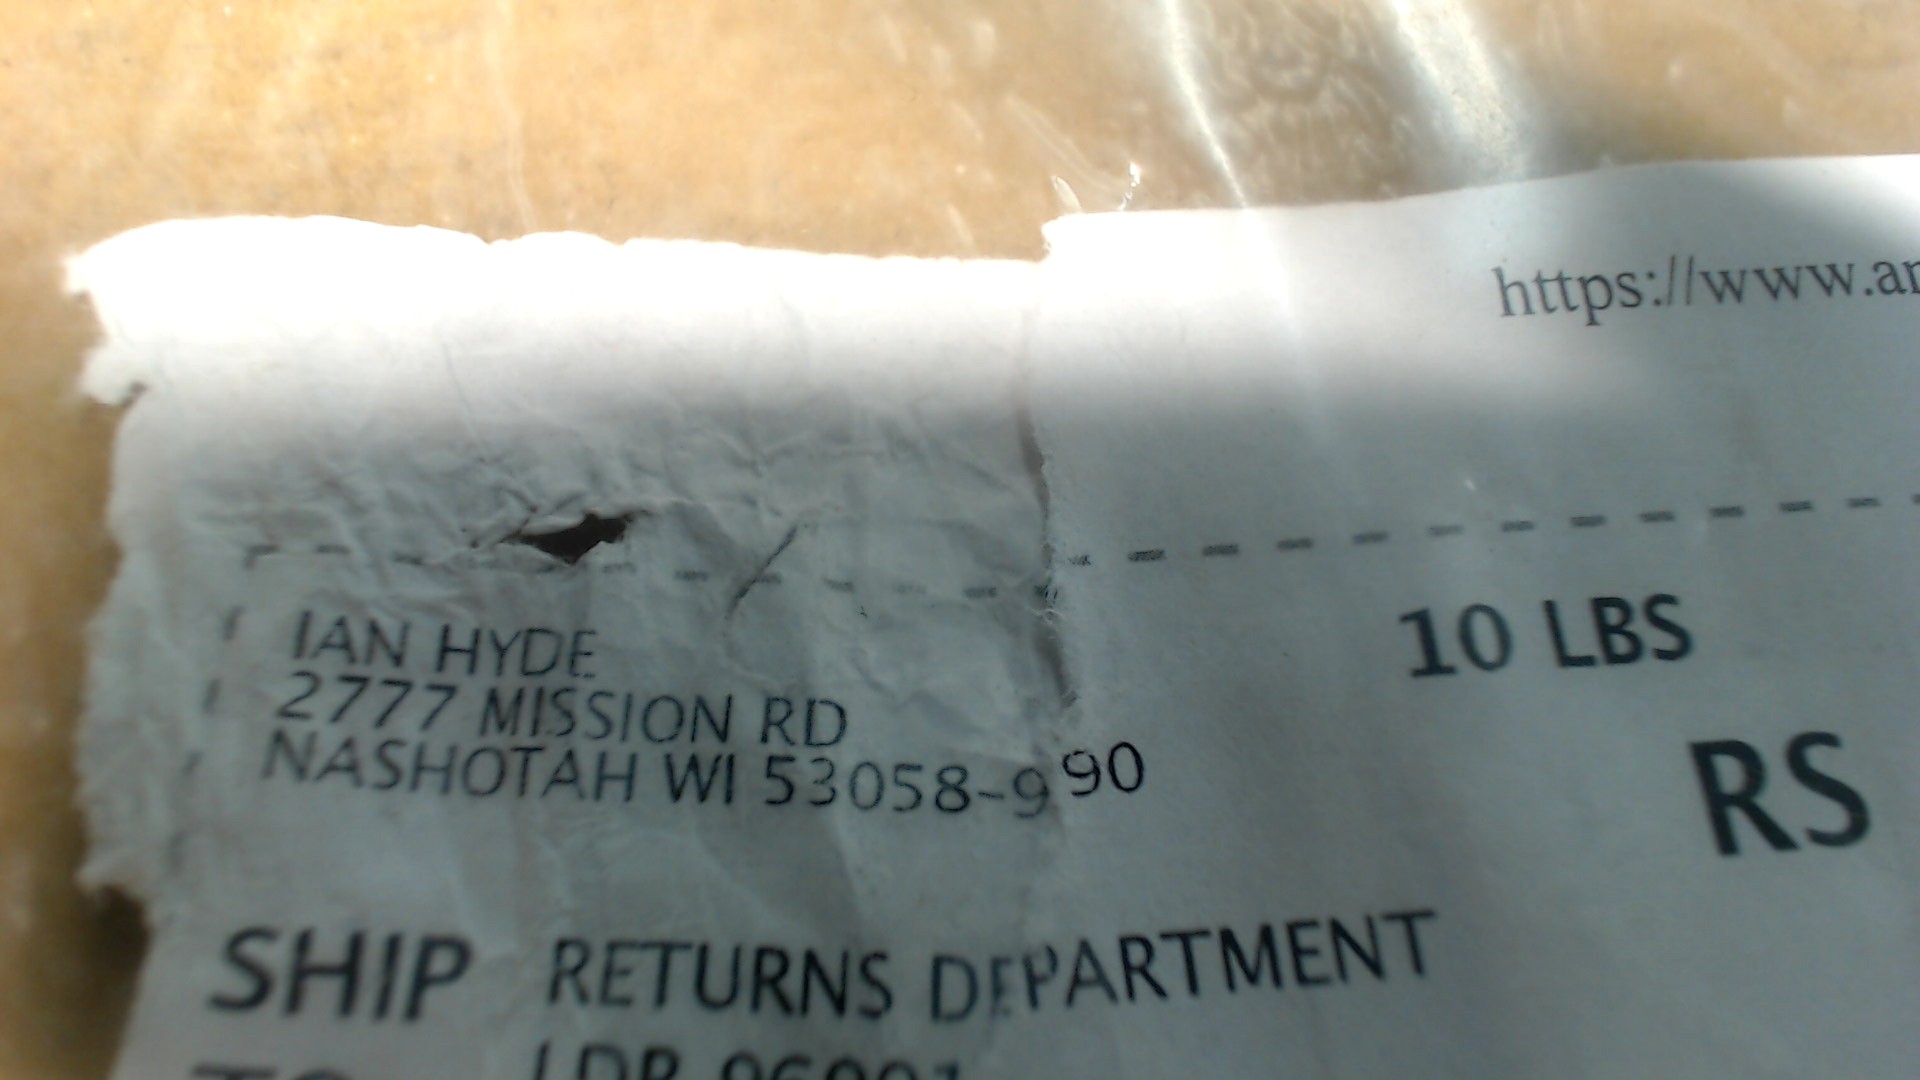 https://www.
10 LBS
IAN HYDE
2777 MISSION RD
NASHOTAH WI 53058-990
RS
SHIP
RETURNS DEPARTMENT